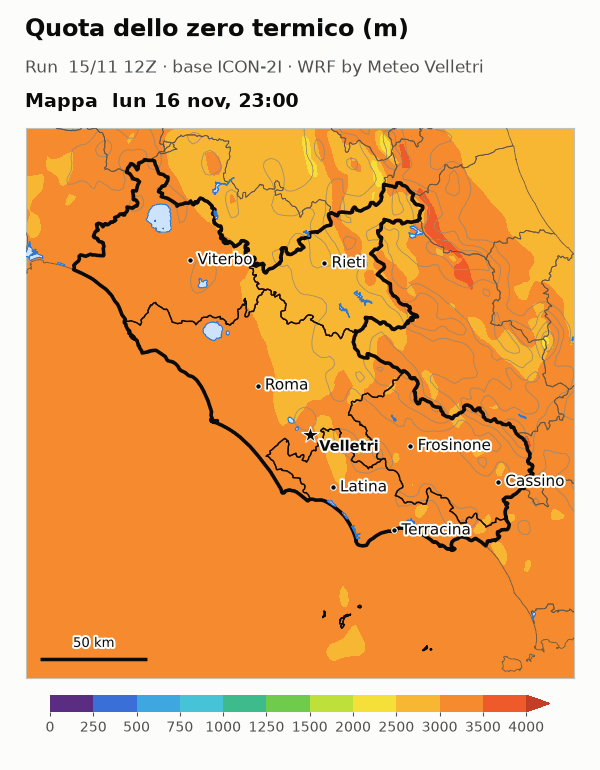 Quota dello zero termico (m)
Run  15/11 12Z · base ICON-2I · WRF by Meteo Velletri
Mappa  lun 16 nov, 23:00
Viterbo
Rieti
Roma
Velletri
Frosinone
Latina
Cassino
Terracina
50 km
0 250 500 750 1000 1250 1500 2000 2500 3000 3500 4000